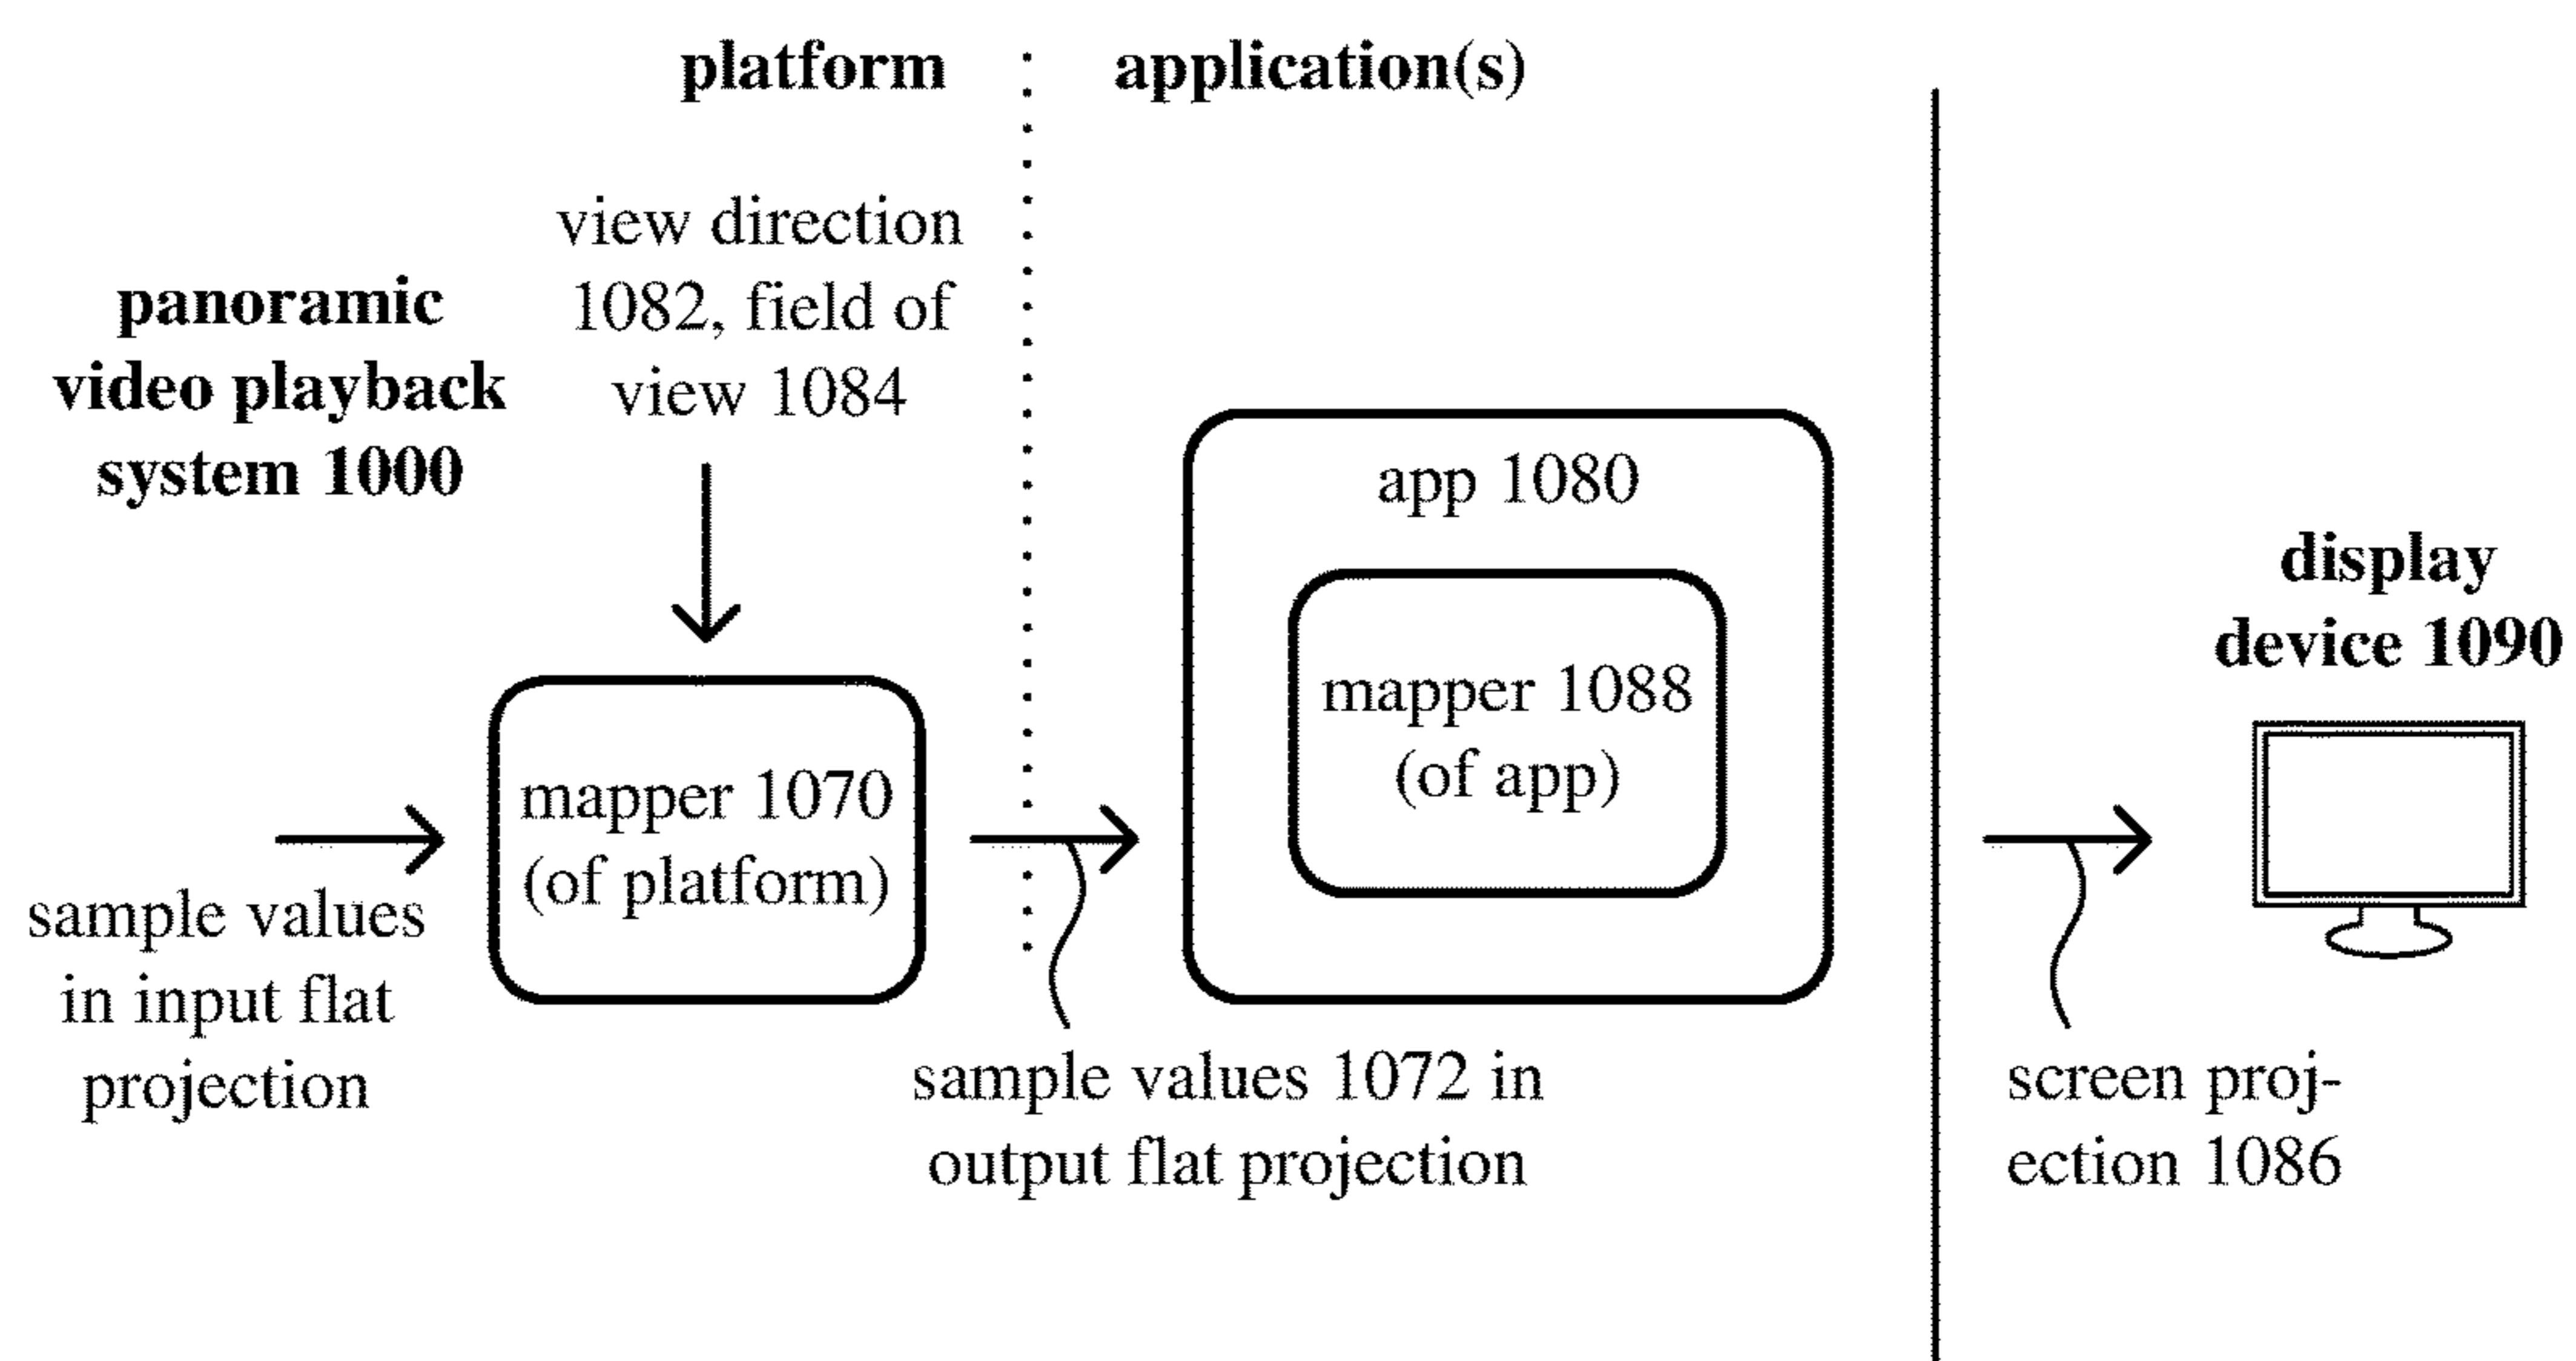 platform
application(s)
view direction
1082, field of
view 1084
panoramic
video playback
system 1000
app 1080
mapper 1088
(of app)
display
device 1090
mapper 1070
(of platform)
sample values
in input flat
projection
sample values 1072 in
output flat projection
screen proj-
ection 1086